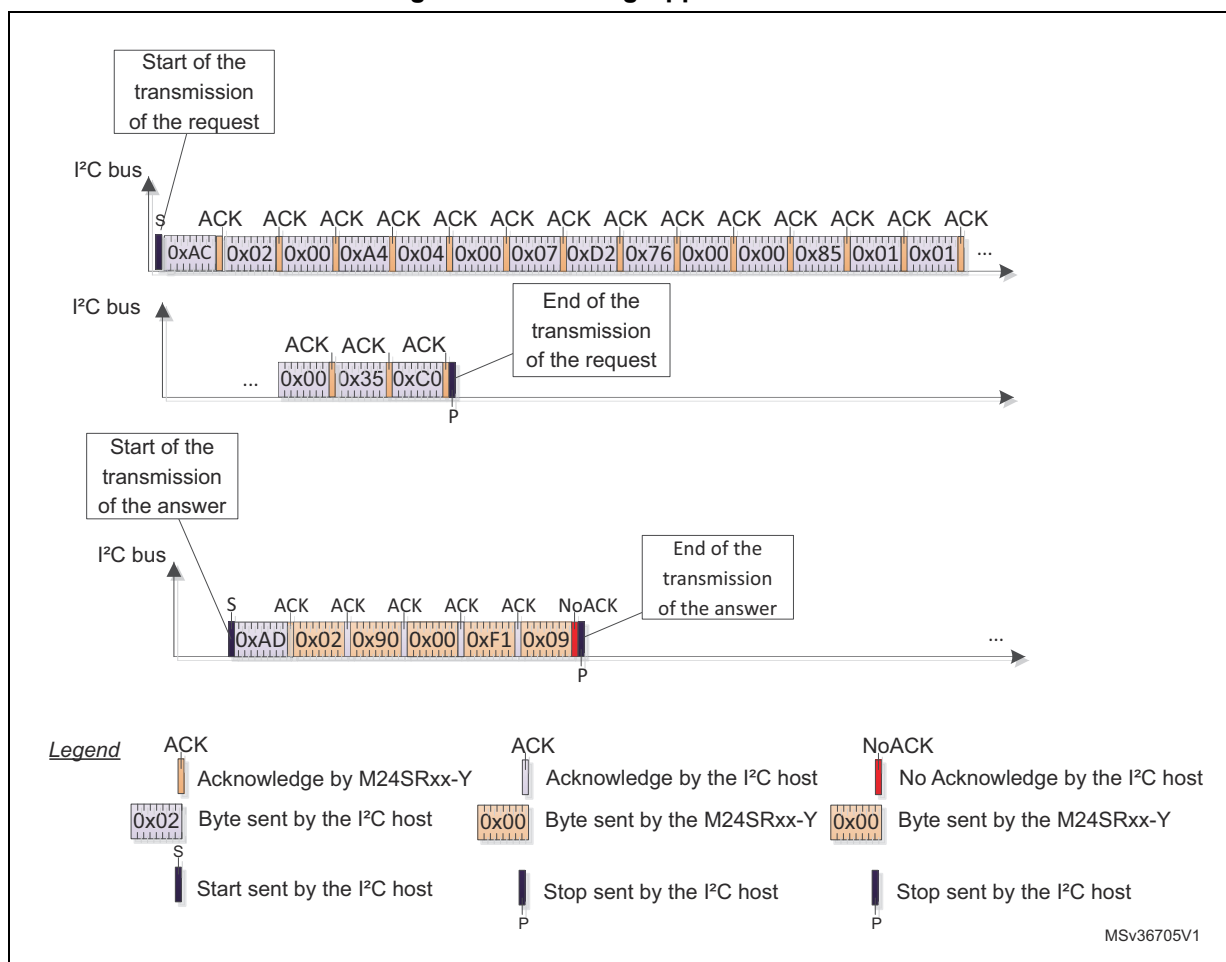 Start of the
transmission
of the request
I²C bus
S
ACK ACK ACK ACK ACK ACK ACK ACK ACK ACK ACK ACK ACK ACK
0xAC 0x02 0x00 0xA4 0x04 0x00 0x07 0xD2 0x76 0x00 0x00 0x85 0x01 0x01 ...
I²C bus
End of the
transmission
of the request
ACK ACK ACK
... 0x00 0x35 0xC0
P
Start of the
transmission
of the answer
I²C bus
End of the
transmission
of the answer
S ACK ACK ACK ACK ACK NoACK
0xAD 0x02 0x90 0x00 0xF1 0x09 ...
P
Legend
ACK ACK NoACK
Acknowledge by M24SRxx-Y Acknowledge by the I²C host No Acknowledge by the I²C host
0x02 Byte sent by the I²C host 0x00 Byte sent by the M24SRxx-Y 0x00 Byte sent by the M24SRxx-Y
S
Start sent by the I²C host Stop sent by the I²C host Stop sent by the I²C host
P P
MSv36705V1